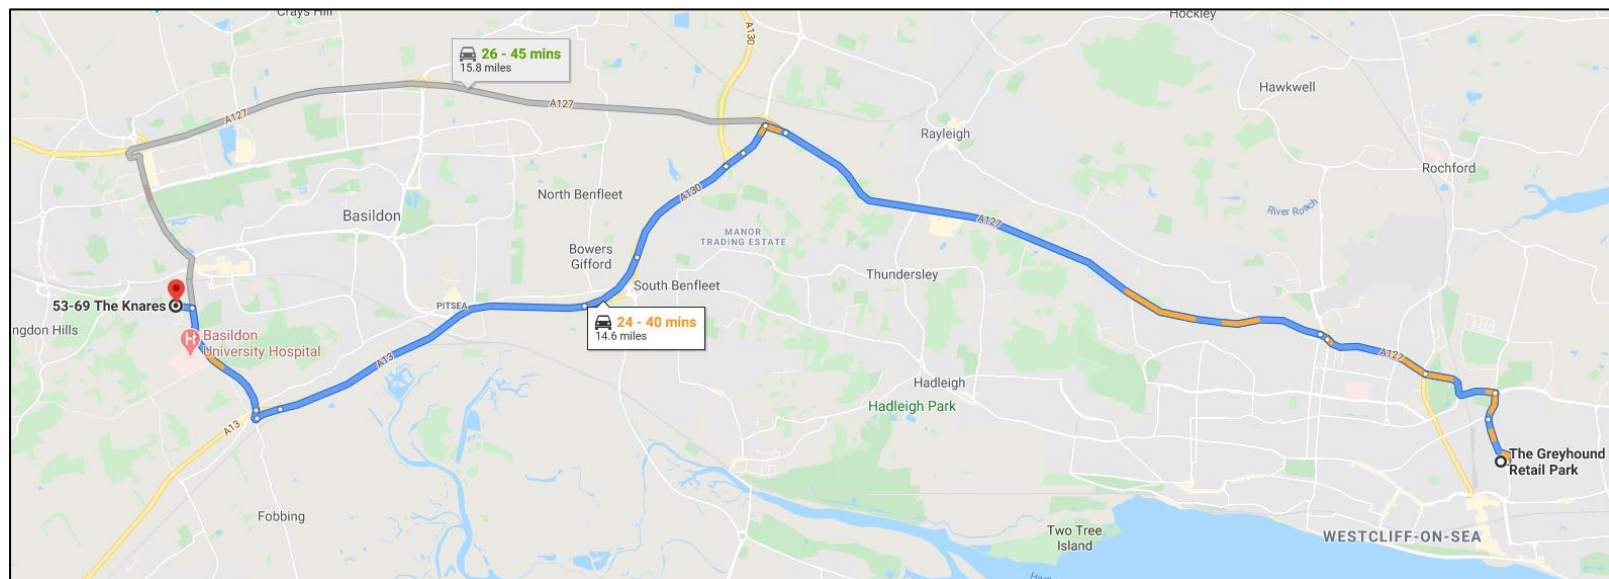 Crays Hill
A130
Hockley
26 - 45 mins
15.8 miles
Hawkwell
A127
A127
Rayleigh
Rochford
North Benfleet
A130
River Roach
Basildon
A127
MANOR
TRADING ESTATE
Bowers
Gifford
Thundersley
South Benfleet
53-69 The Knares
PITSEA
24 - 40 mins
14.6 miles
ngdon Hills
H
Basildon
University Hospital
A13
A127
Hadleigh
Hadleigh Park
A13
The Greyhound
Retail Park
Fobbing
Two Tree
Island
WESTCLIFF-ON-SEA